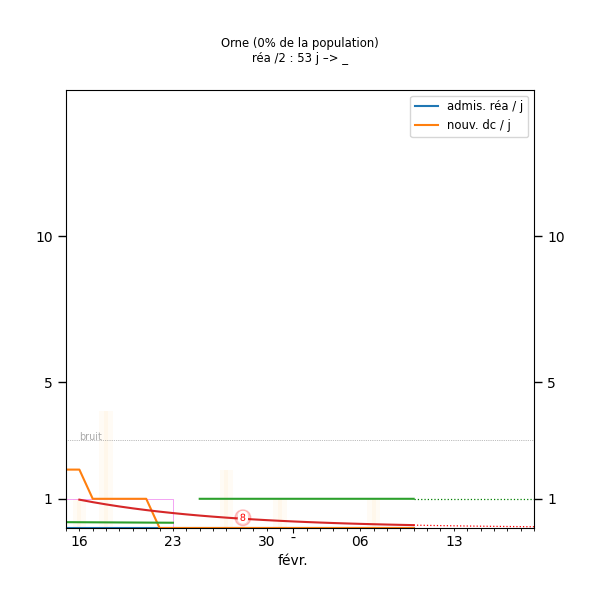 Orne (0% de la population)
réa /2 : 53 j –> _
admis. réa / j
nouv. dc / j
10
10
5
5
bruit
1
1
8
16
23
30
-
06
13
févr.